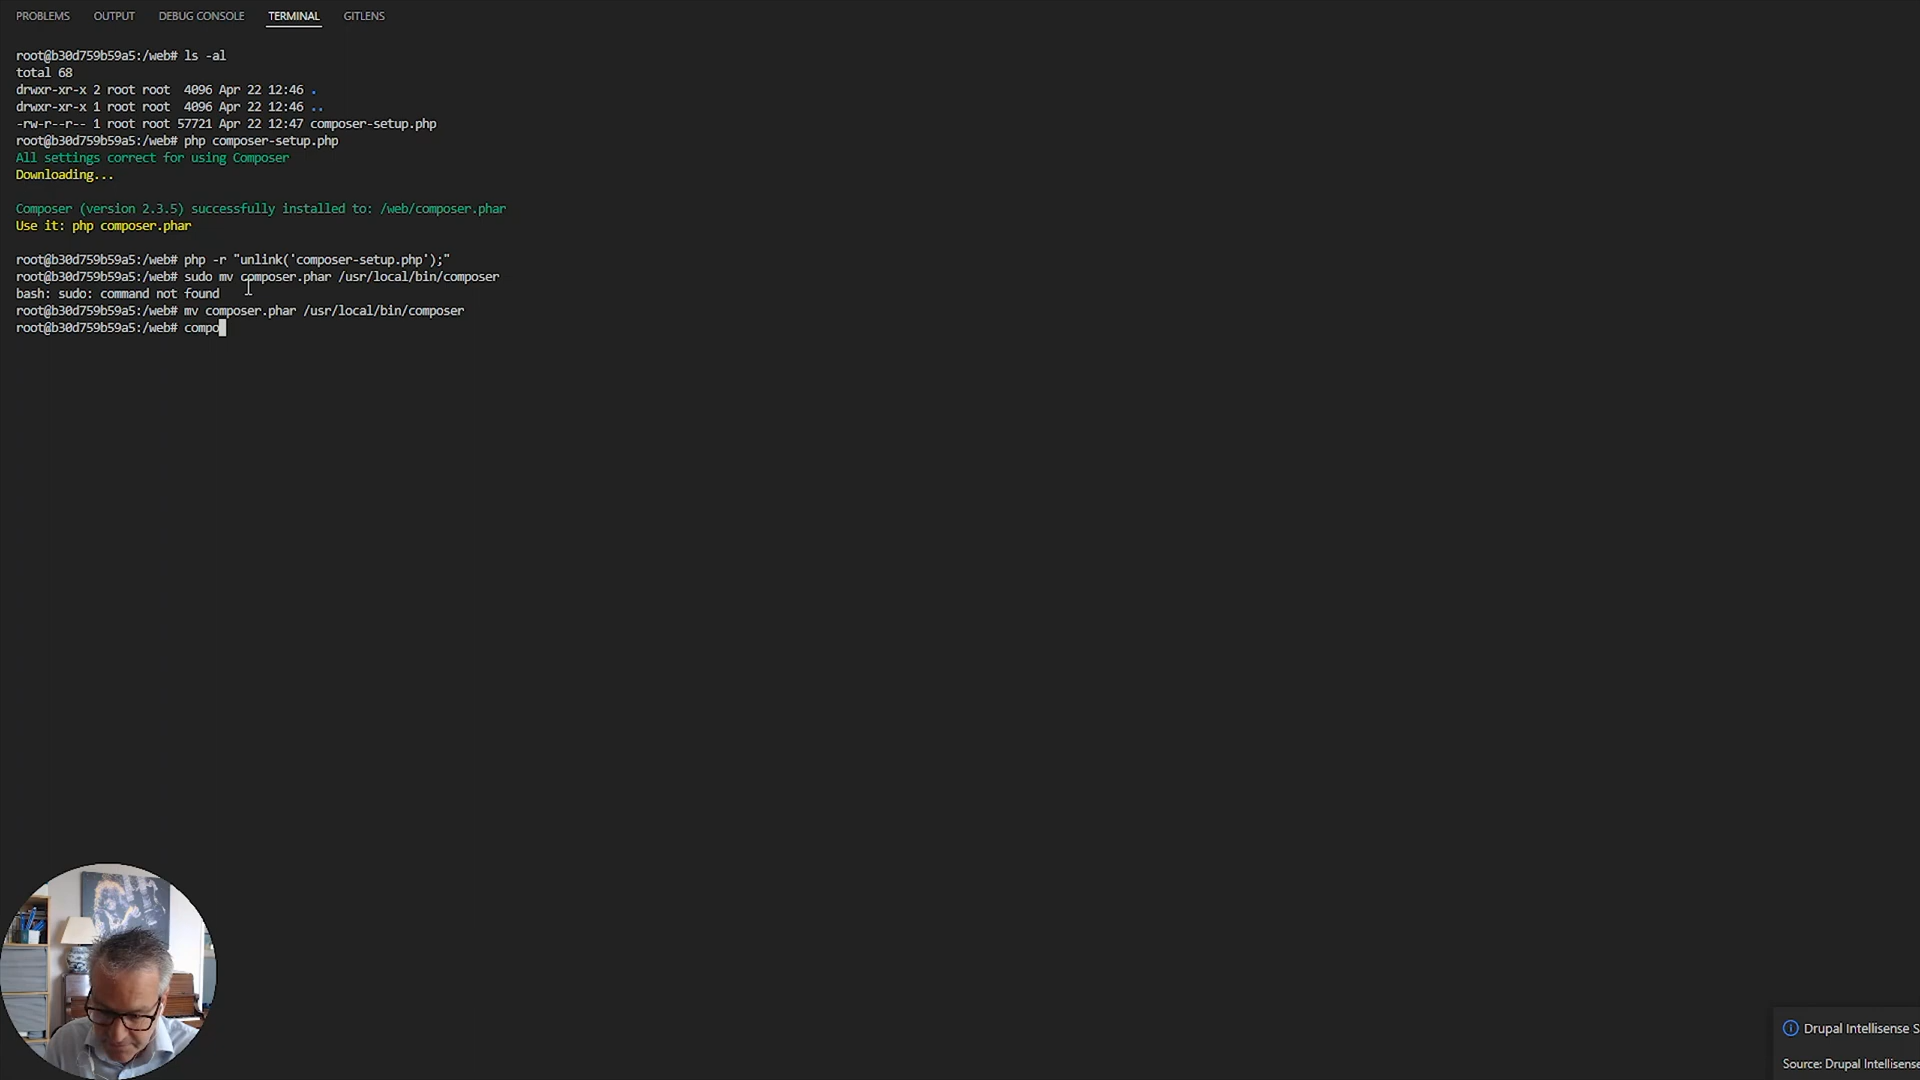 PROBLEMS OUTPUT DEBUG CONSOLE TERMINAL GITLENS
root@b30d759b59a5:/web# ls -al
total 68
drwxr-xr-x 2 root root  4096 Apr 22 12:46 .
drwxr-xr-x 1 root root  4096 Apr 22 12:46 ..
-rw-r--r-- 1 root root 57721 Apr 22 12:47 composer-setup.php
root@b30d759b59a5:/web# php composer-setup.php
All settings correct for using Composer
Downloading...
Composer (version 2.3.5) successfully installed to: /web/composer.phar
Use it: php composer.phar
root@b30d759b59a5:/web# php -r "unlink('composer-setup.php');"
root@b30d759b59a5:/web# sudo mv composer.phar /usr/local/bin/composer
bash: sudo: command not found
root@b30d759b59a5:/web# mv composer.phar /usr/local/bin/composer
root@b30d759b59a5:/web# compo
Drupal Intellisense S
Source: Drupal Intellisense